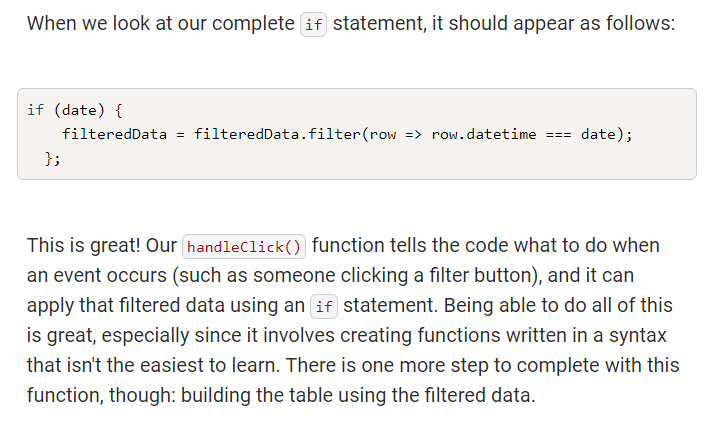 When we look at our complete if statement, it should appear as follows:
if (date) {
    filteredData = filteredData.filter(row => row.datetime === date);
  };
This is great! Our handleClick() function tells the code what to do when
an event occurs (such as someone clicking a filter button), and it can
apply that filtered data using an if statement. Being able to do all of this
is great, especially since it involves creating functions written in a syntax
that isn't the easiest to learn. There is one more step to complete with this
function, though: building the table using the filtered data.